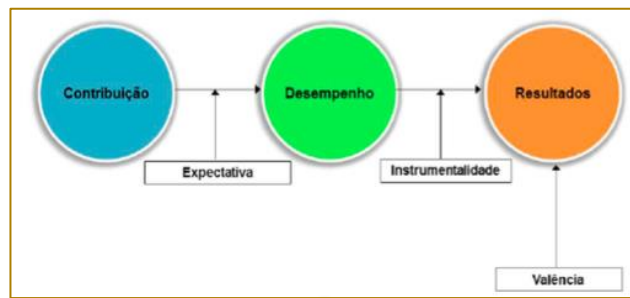 Contribuição
Desempenho
Resultados
Expectativa
Instrumentalidade
Valência